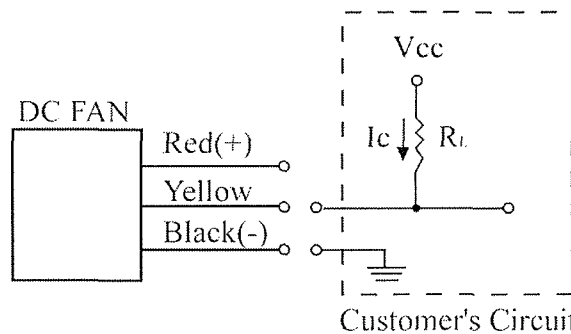 Vcc
DC FAN
Red(+)
Ic
RL
Yellow
Black(-)
Customer's Circuit